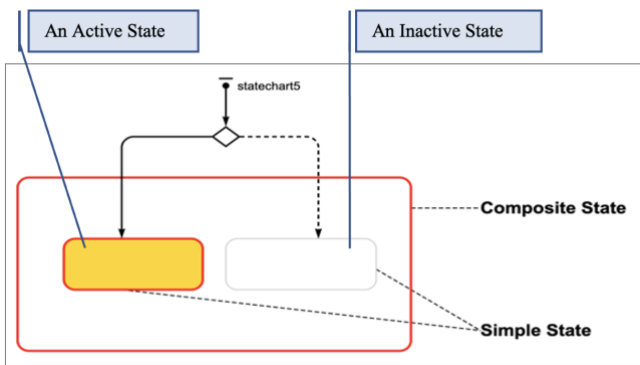 An Active State
An Inactive State
statechart5
Composite State
Simple State